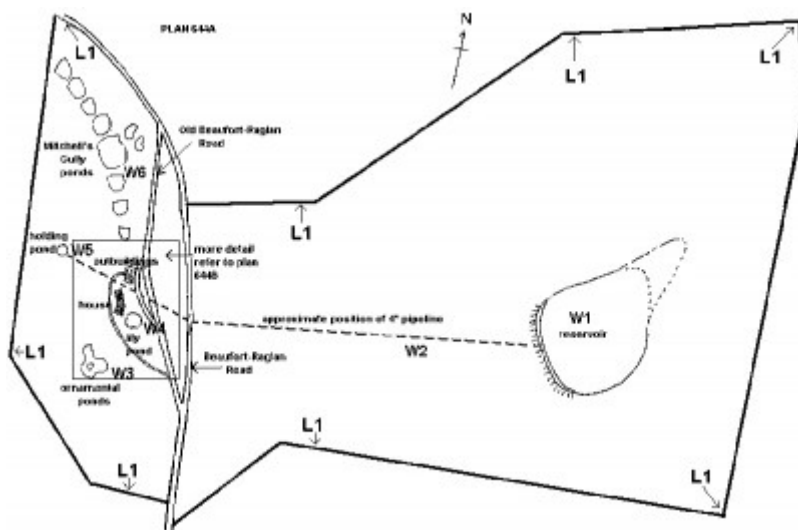 PLAN 644A
N
L1
L1
L1
Old Beaufort-Raglan
Road
Mitchell's
Gully
ponds
W6
L1
holding
pond
W5
outbuildings
more detail
refer to plan
644B
house
W4
lily
pond
approximate position of 4" pipeline
W1
reservoir
W2
L1
W3
ornamental
ponds
Beaufort-Raglan
Road
L1
L1
L1